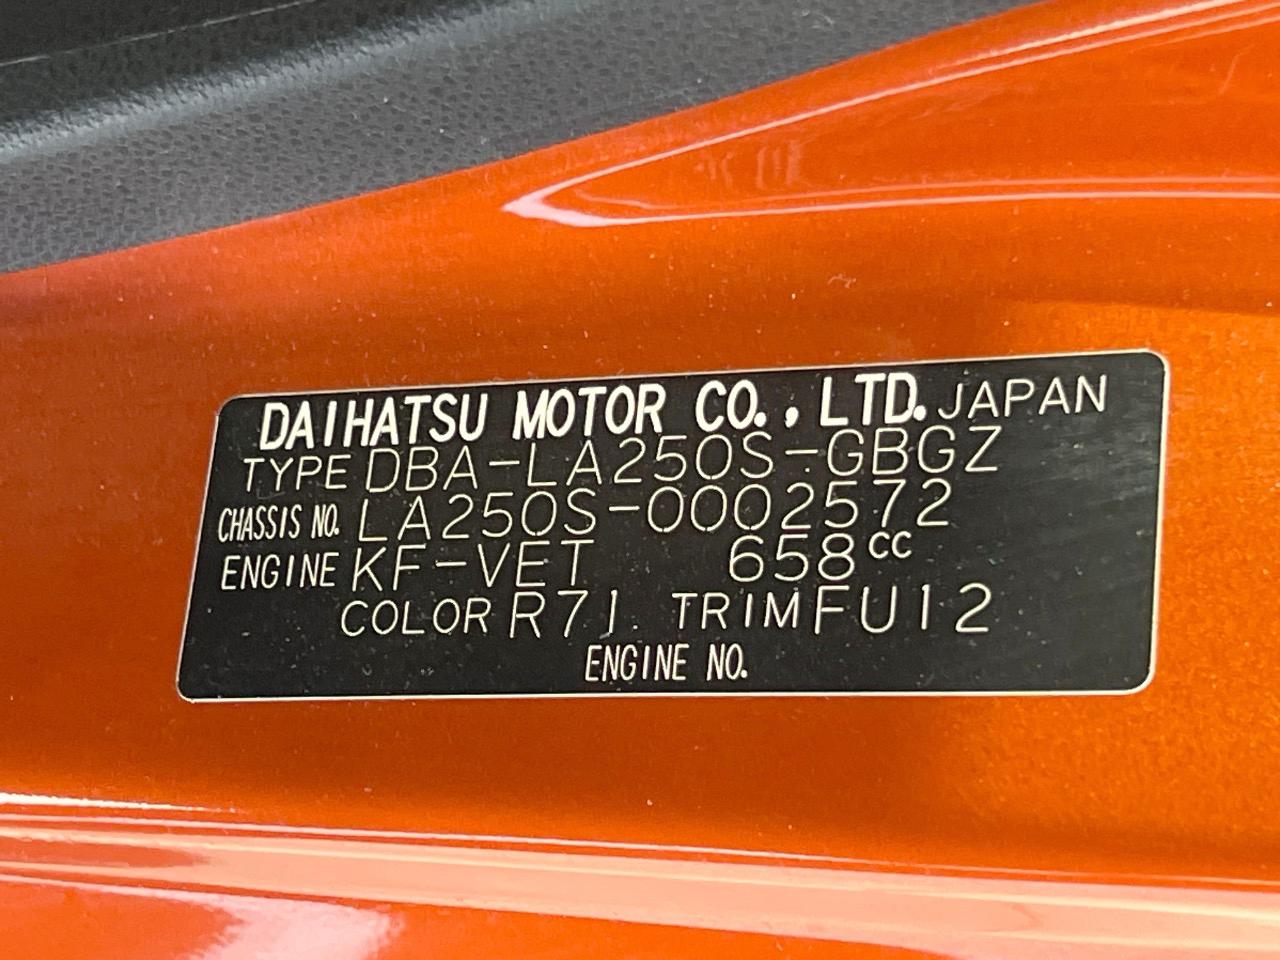 DAIHATSU MOTOR CO., LTD. JAPAN
TYPE DBA-LA250S-GBGZ
CHASSIS NO. LA250S-0002572
ENGINE KF-VET 658cc
COLOR R71 TRIM FU12
ENGINE NO.